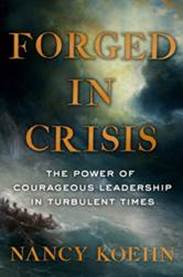 FORGED
IN
CRISIS
THE POWER OF
COURAGEOUS LEADERSHIP
IN TURBULENT TIMES
NANCY KOEHN